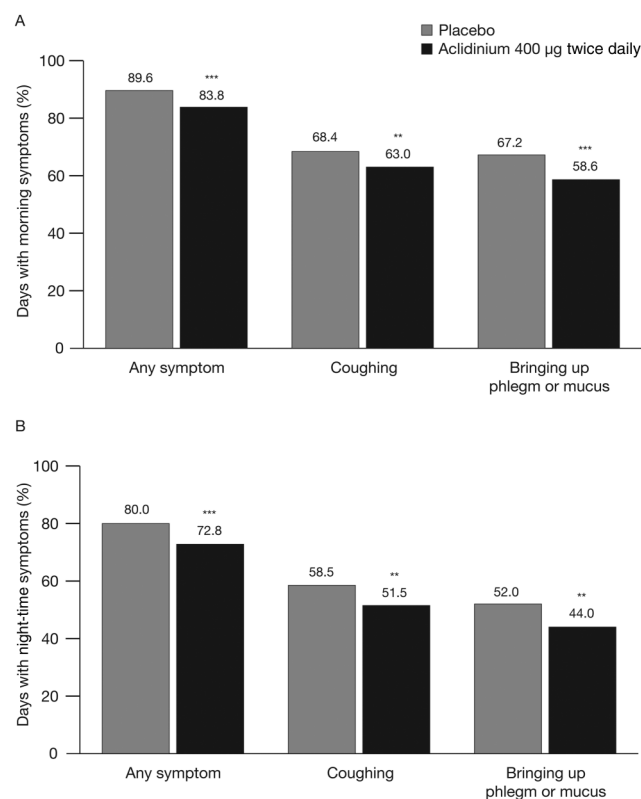 A
Placebo
Aclidinium 400 µg twice daily
Days with morning symptoms (%)
100
80
60
40
20
0
89.6
***
83.8
68.4
**
63.0
67.2
***
58.6
Any symptom
Coughing
Bringing up
phlegm or mucus
B
Days with night-time symptoms (%)
100
80
60
40
20
0
80.0
***
72.8
58.5
**
51.5
52.0
**
44.0
Any symptom
Coughing
Bringing up
phlegm or mucus